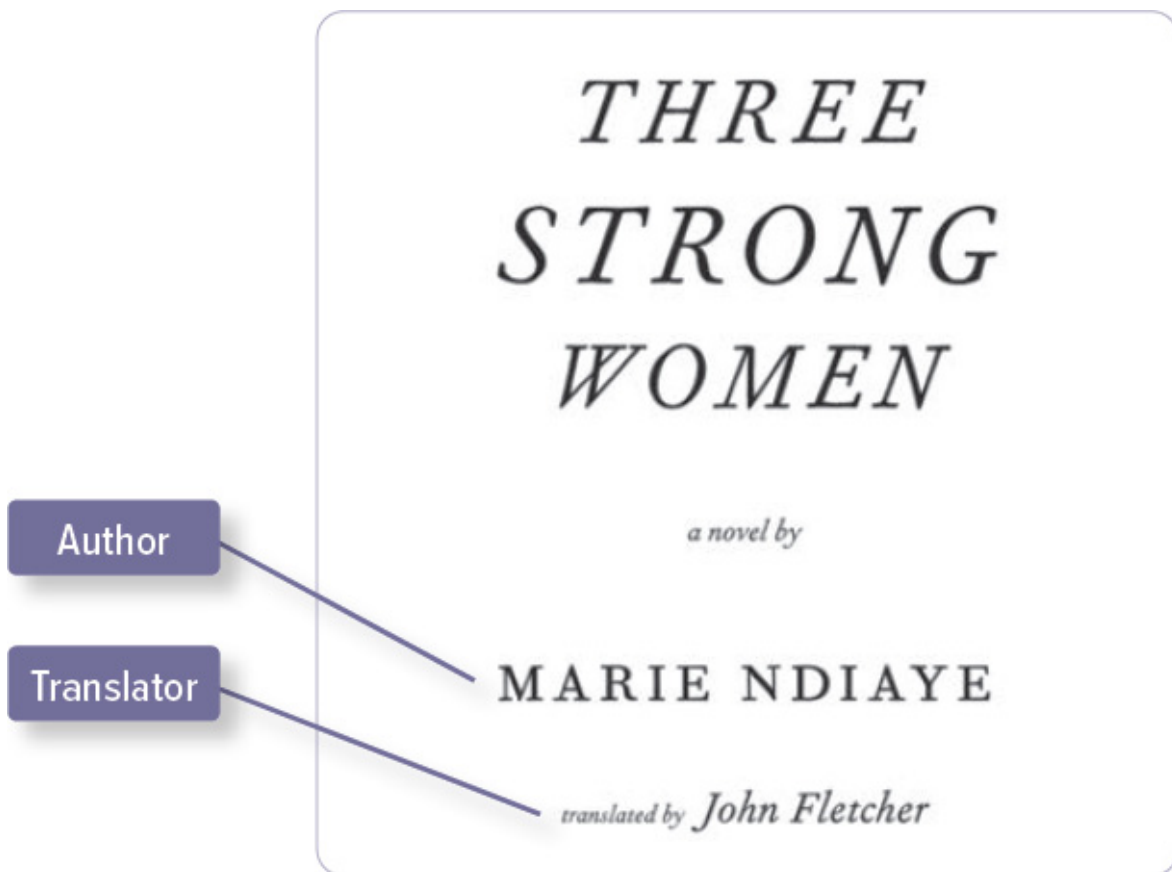 THREE
STRONG
WOMEN
a novel by
Author
MARIE NDIAYE
Translator
translated by John Fletcher